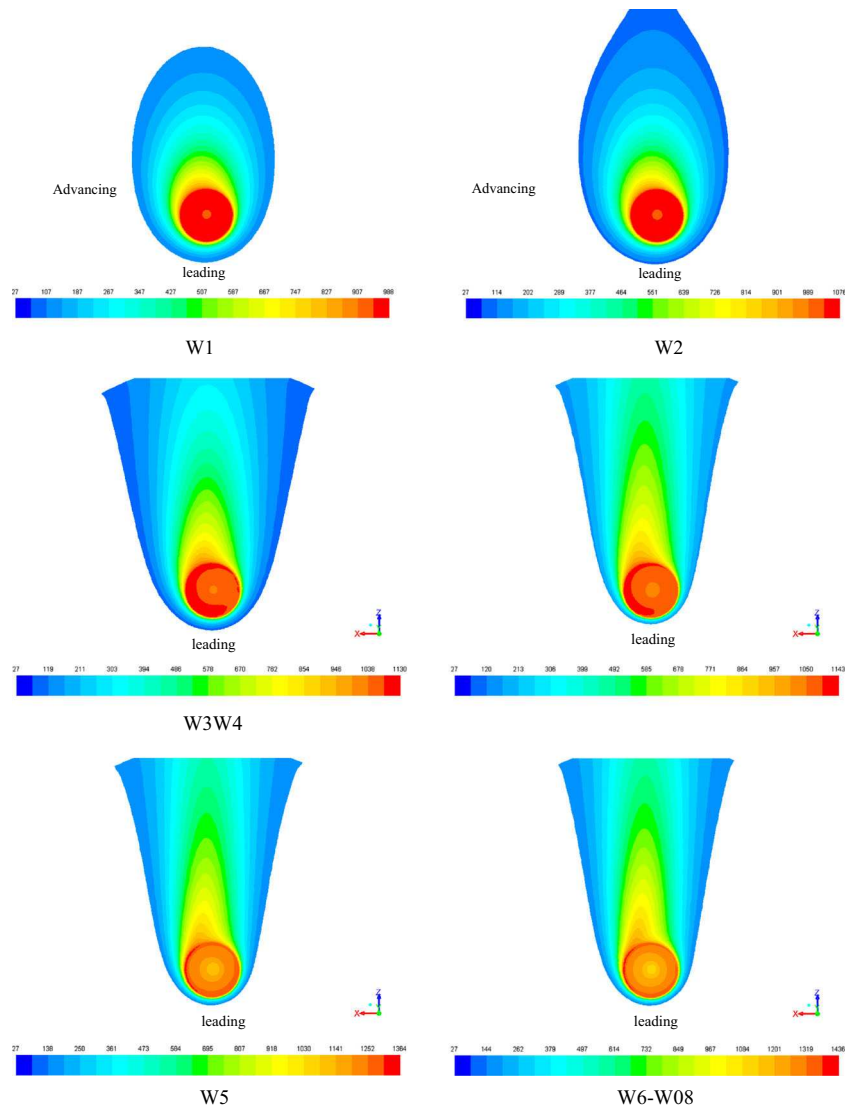 Advancing
leading
27 107 187 267 347 427 507 587 667 747 827 907 988
W1
Advancing
leading
27 114 202 289 377 464 551 639 726 814 901 989 1076
W2
leading
Z
X
27 119 211 303 394 486 578 670 762 854 946 1038 1130
W3W4
leading
Z
X
27 120 213 306 399 492 585 678 771 864 957 1050 1143
leading
Z
X
27 138 250 361 473 584 695 807 918 1030 1141 1252 1364
W5
leading
Z
X
27 144 262 379 497 614 732 849 967 1084 1201 1319 1436
W6-W08